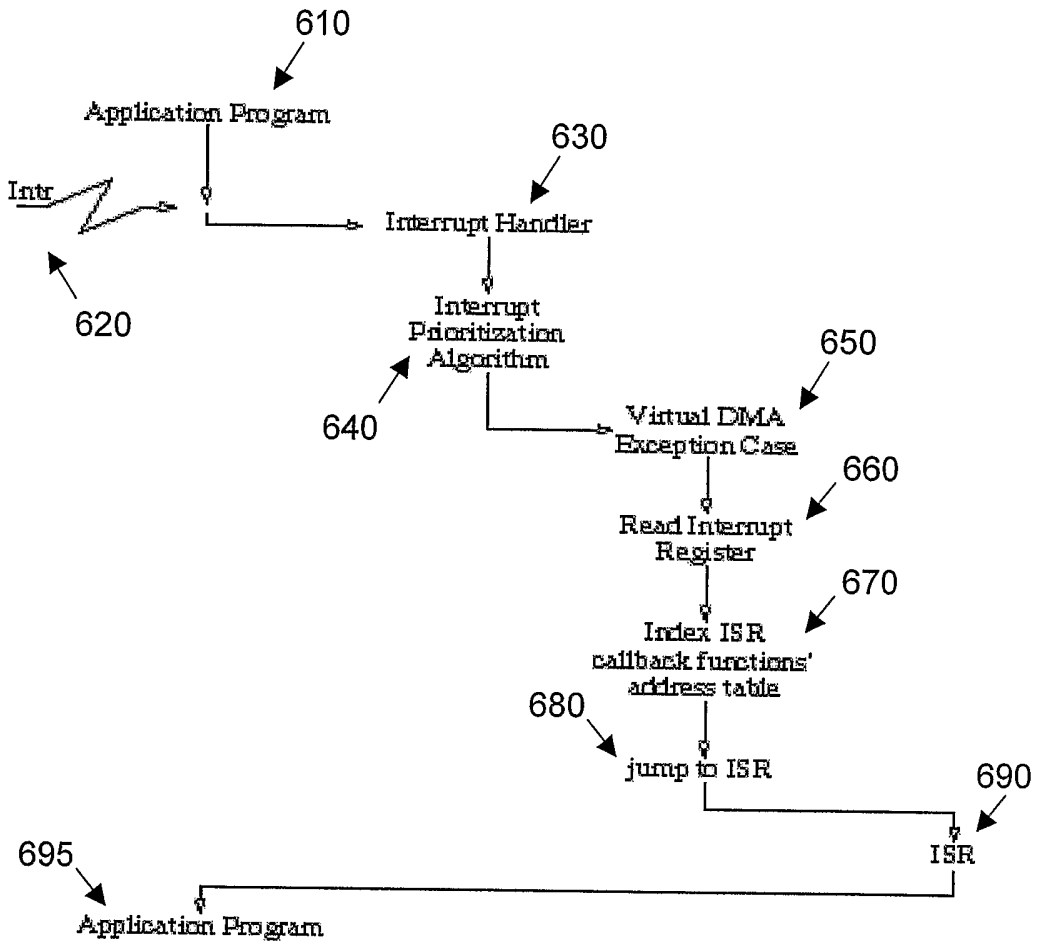 610
Application Program
630
Intr
Interrupt Handler
620
Interrupt
Prioritization
Algorithm
640
650
Virtual DMA
Exception Case
660
Read Interrupt
Register
670
Index ISR
callback functions'
address table
680
jump to ISR
690
ISR
695
Application Program